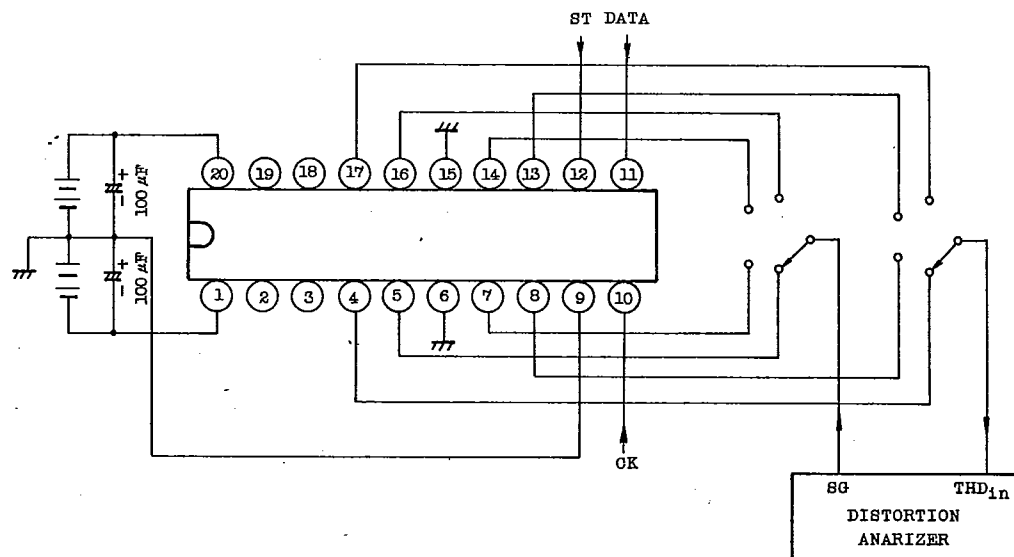 ST DATA
20 19 18 17 16 15 14 13 12 11
+
100 µF
-
+
100 µF
-
1 2 3 4 5 6 7 8 9 10
CK
SG THDin
DISTORTION
ANARIZER